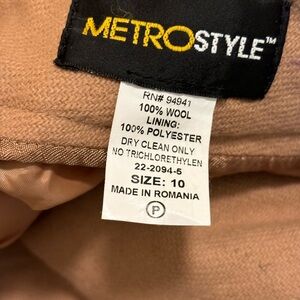 METROSTYLE™
RN# 94941
100% WOOL
LINING:
100% POLYESTER
DRY CLEAN ONLY
NO TRICHLORETHYLEN
22-2094-5
SIZE: 10
MADE IN ROMANIA
P